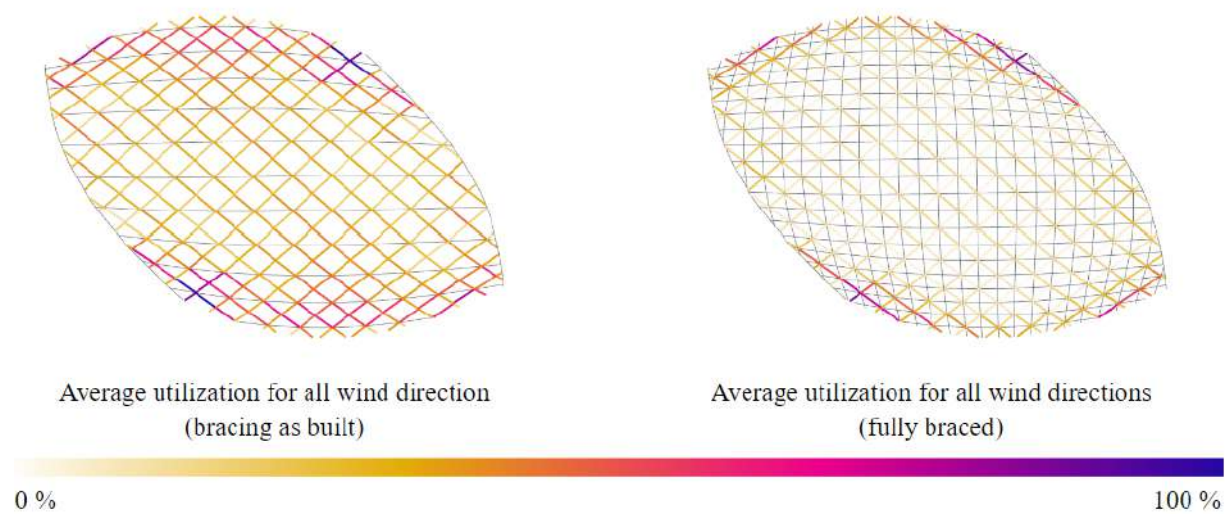 Average utilization for all wind direction
(bracing as built)
Average utilization for all wind directions
(fully braced)
0 %
100 %